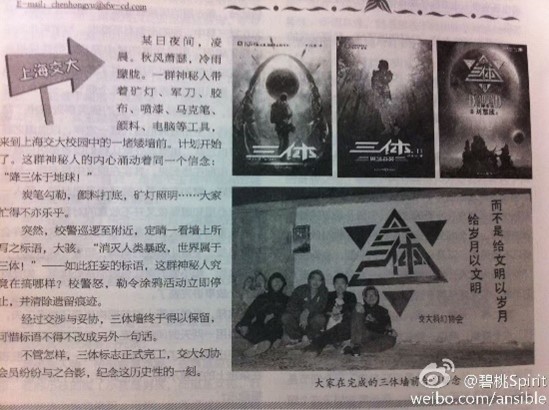 E-mail: chenhongyu@sfw-cd.com
上海交大
某日夜间，凌
晨。秋风萧瑟，冷雨
朦胧。一群神秘人带
着矿灯、军刀、胶
布、喷漆、马克笔、
颜料、电脑等工具，
来到上海交大校园中的一堵矮墙前。计划开始
了，这群神秘人的内心涌动着同一个信念：
“降三体于地球！”
炭笔勾勒，颜料打底，矿灯照明……大家
忙得不亦乐乎。
突然，校警巡逻至附近，定睛一看墙上所
写之标语，大骇。“消灭人类暴政，世界属于
三体！”——如此狂妄的标语，这群神秘人究
竟在搞哪样？校警怒，勒令涂鸦活动立即停
止，并清除遗留痕迹。
经过交涉与妥协，三体墙终于得以保留，
可惜标语不得不改成另外一句话。
不管怎样，三体标志正式完工，交大幻协
会员纷纷与之合影，纪念这历史性的一刻。
三体
三体
三体
三体
给岁月以文明
而不是给文明以岁月
交大科幻协会
大家在完成的三体墙前
念
@碧桃Spirit
weibo.com/ansible